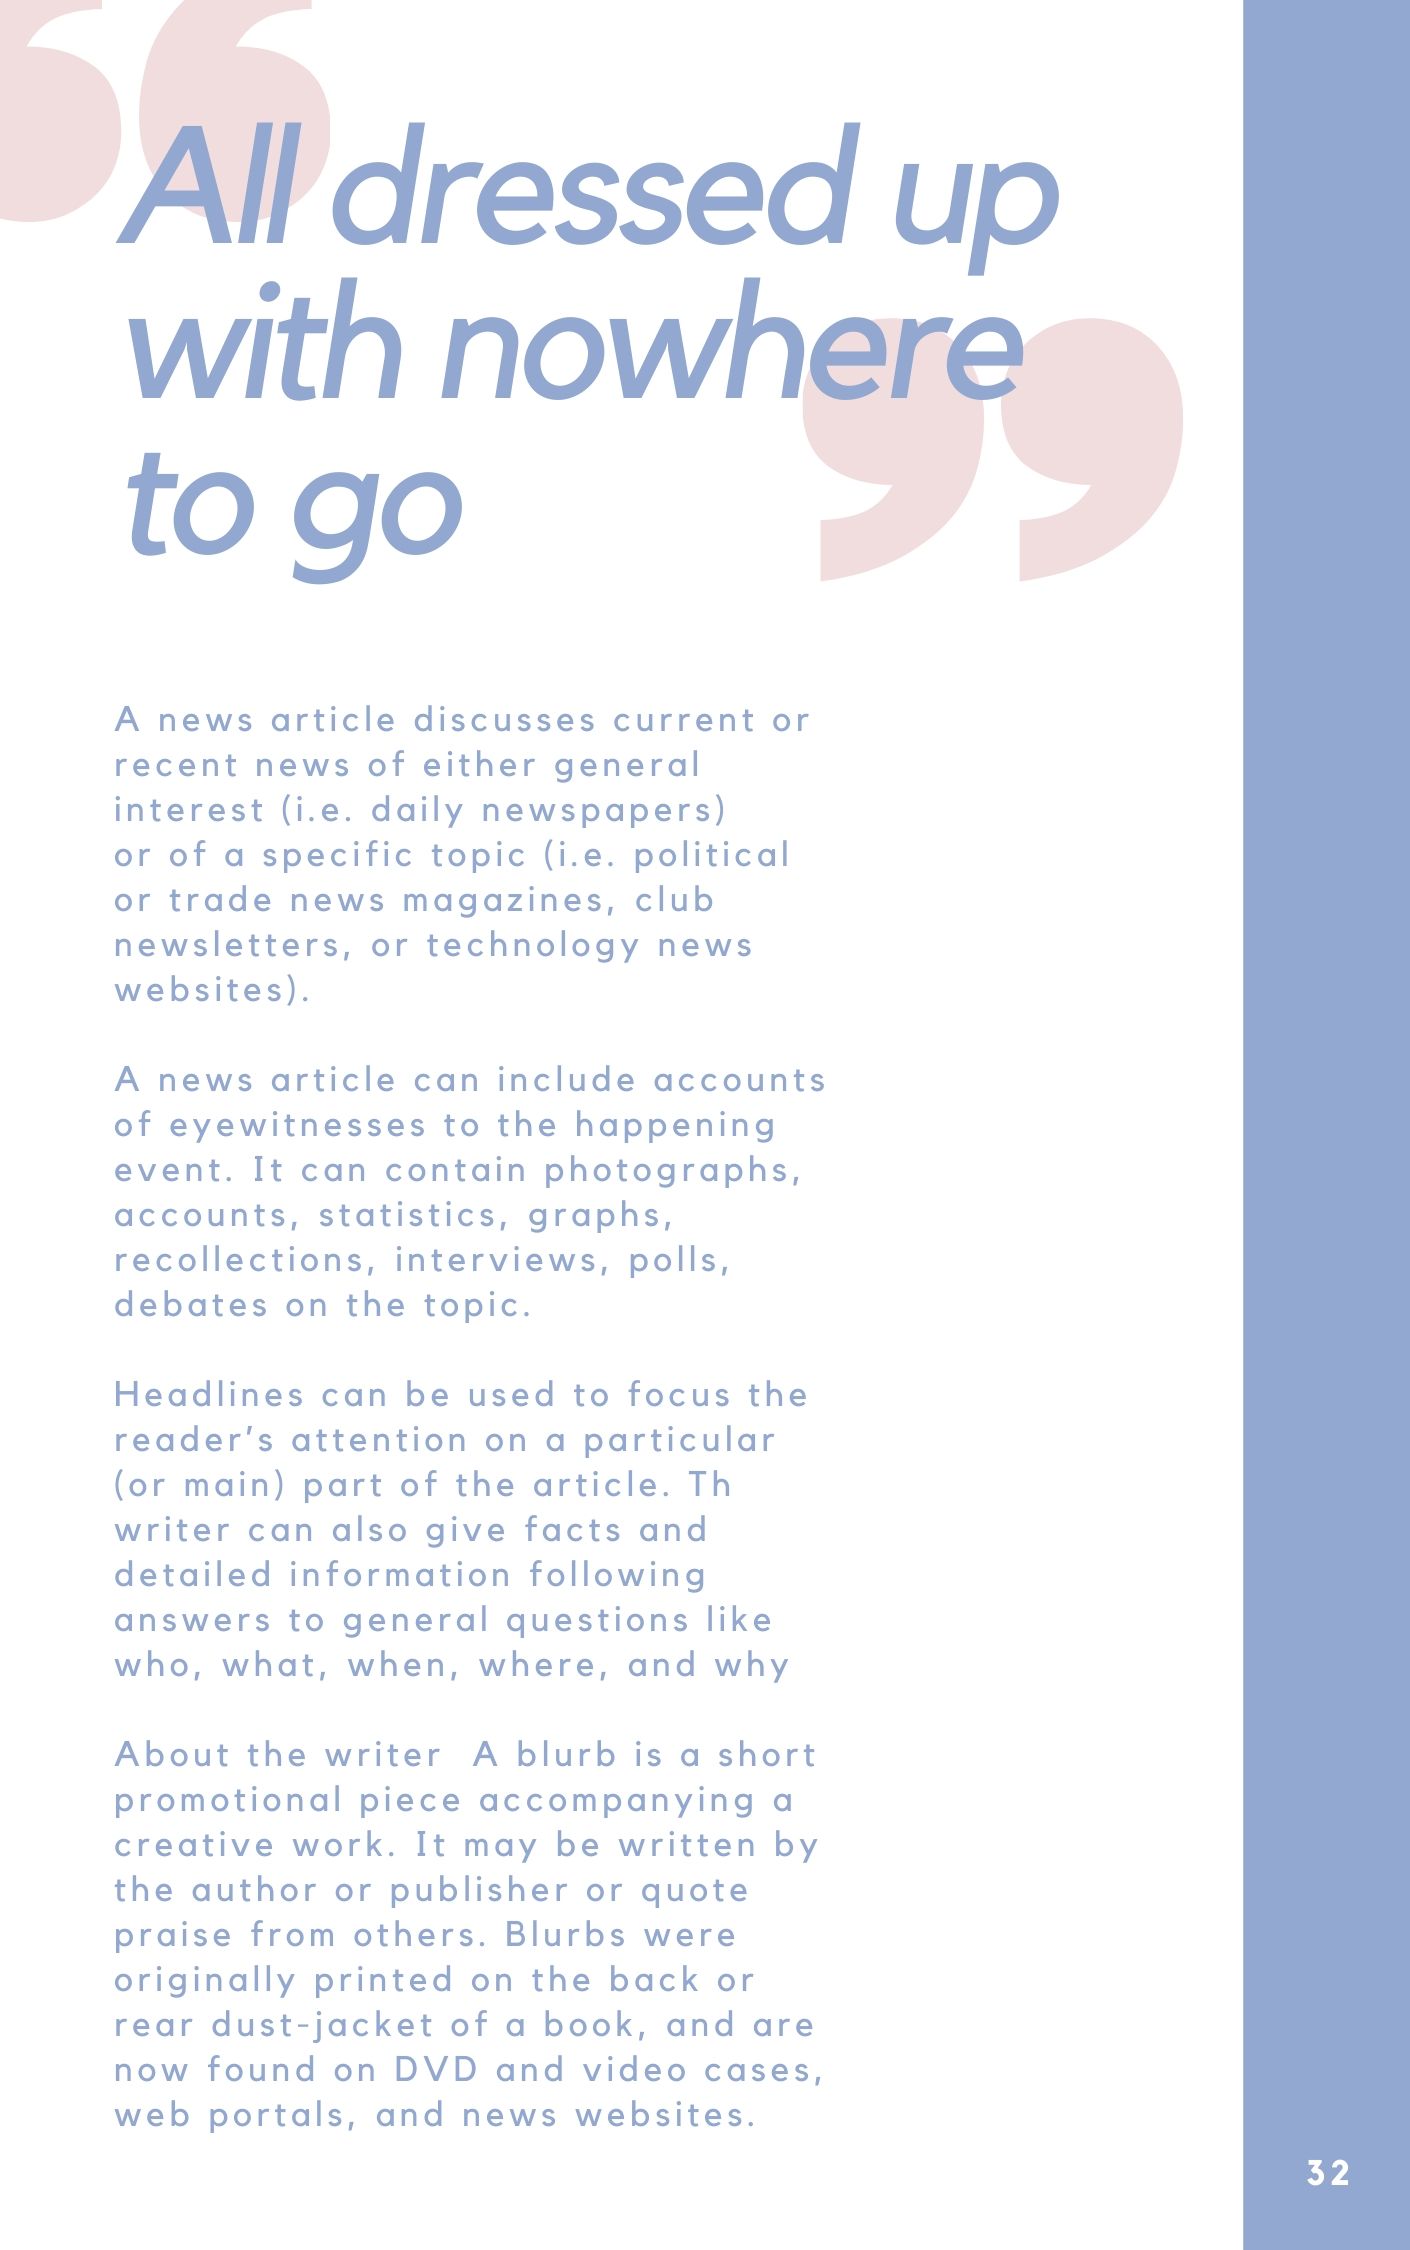 All dressed up
with nowhere
to go
A news article discusses current or
recent news of either general
interest (i.e. daily newspapers)
or of a specific topic (i.e. political
or trade news magazines, club
newsletters, or technology news
websites).
A news article can include accounts
of eyewitnesses to the happening
event. It can contain photographs,
accounts, statistics, graphs,
recollections, interviews, polls,
debates on the topic.
Headlines can be used to focus the
reader’s attention on a particular
(or main) part of the article. Th
writer can also give facts and
detailed information following
answers to general questions like
who, what, when, where, and why
About the writer  A blurb is a short
promotional piece accompanying a
creative work. It may be written by
the author or publisher or quote
praise from others. Blurbs were
originally printed on the back or
rear dust-jacket of a book, and are
now found on DVD and video cases,
web portals, and news websites.
32